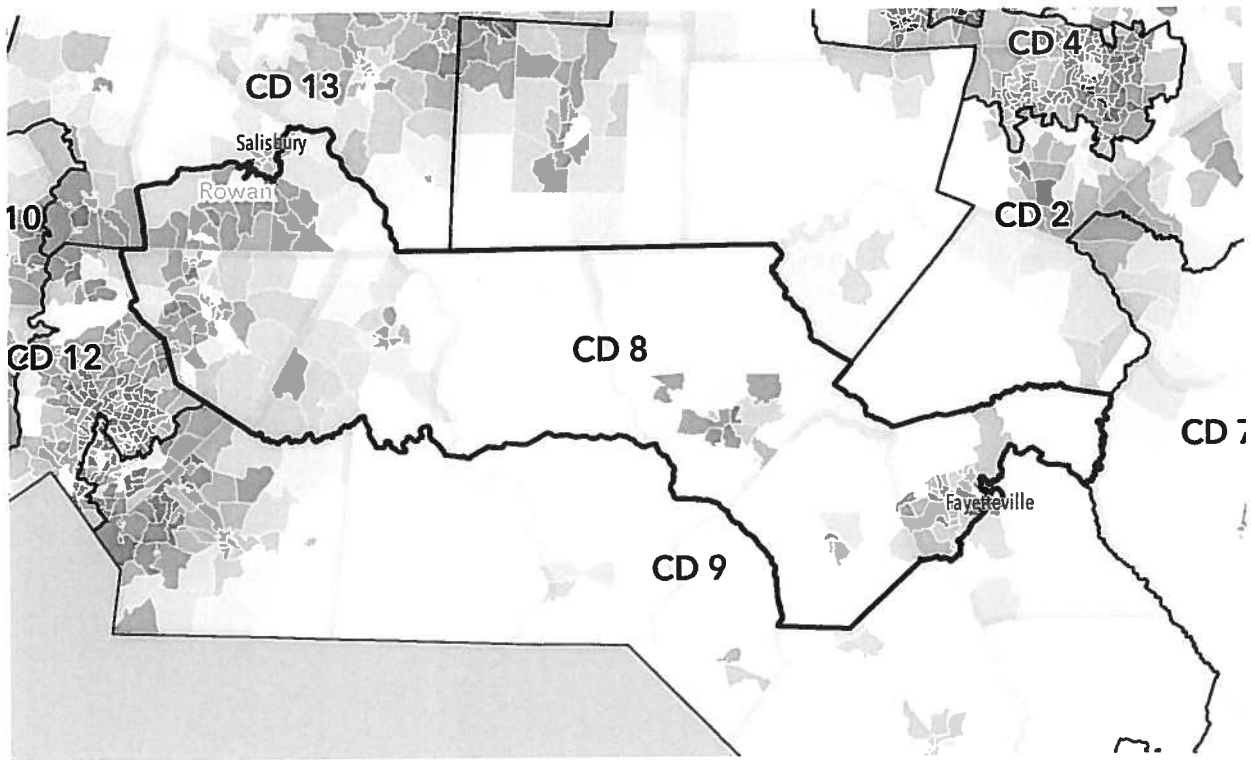 CD 4
CD 13
Salisbury
Rowan
10
CD 2
CD 8
CD 12
CD 7
Fayetteville
CD 9